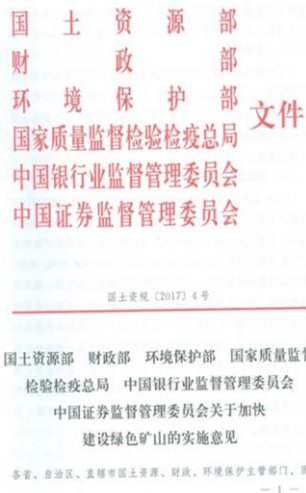 国土资源部
财政部
环境保护部
国家质量监督检验检疫总局
中国银行业监督管理委员会
中国证券监督管理委员会
文件
国土资规〔2017〕4号
国土资源部 财政部 环境保护部 国家质量监督
检验检疫总局 中国银行业监督管理委员会
中国证券监督管理委员会关于加快
建设绿色矿山的实施意见
各省、自治区、直辖市国土资源、财政、环境保护主管部门、
— 1 —